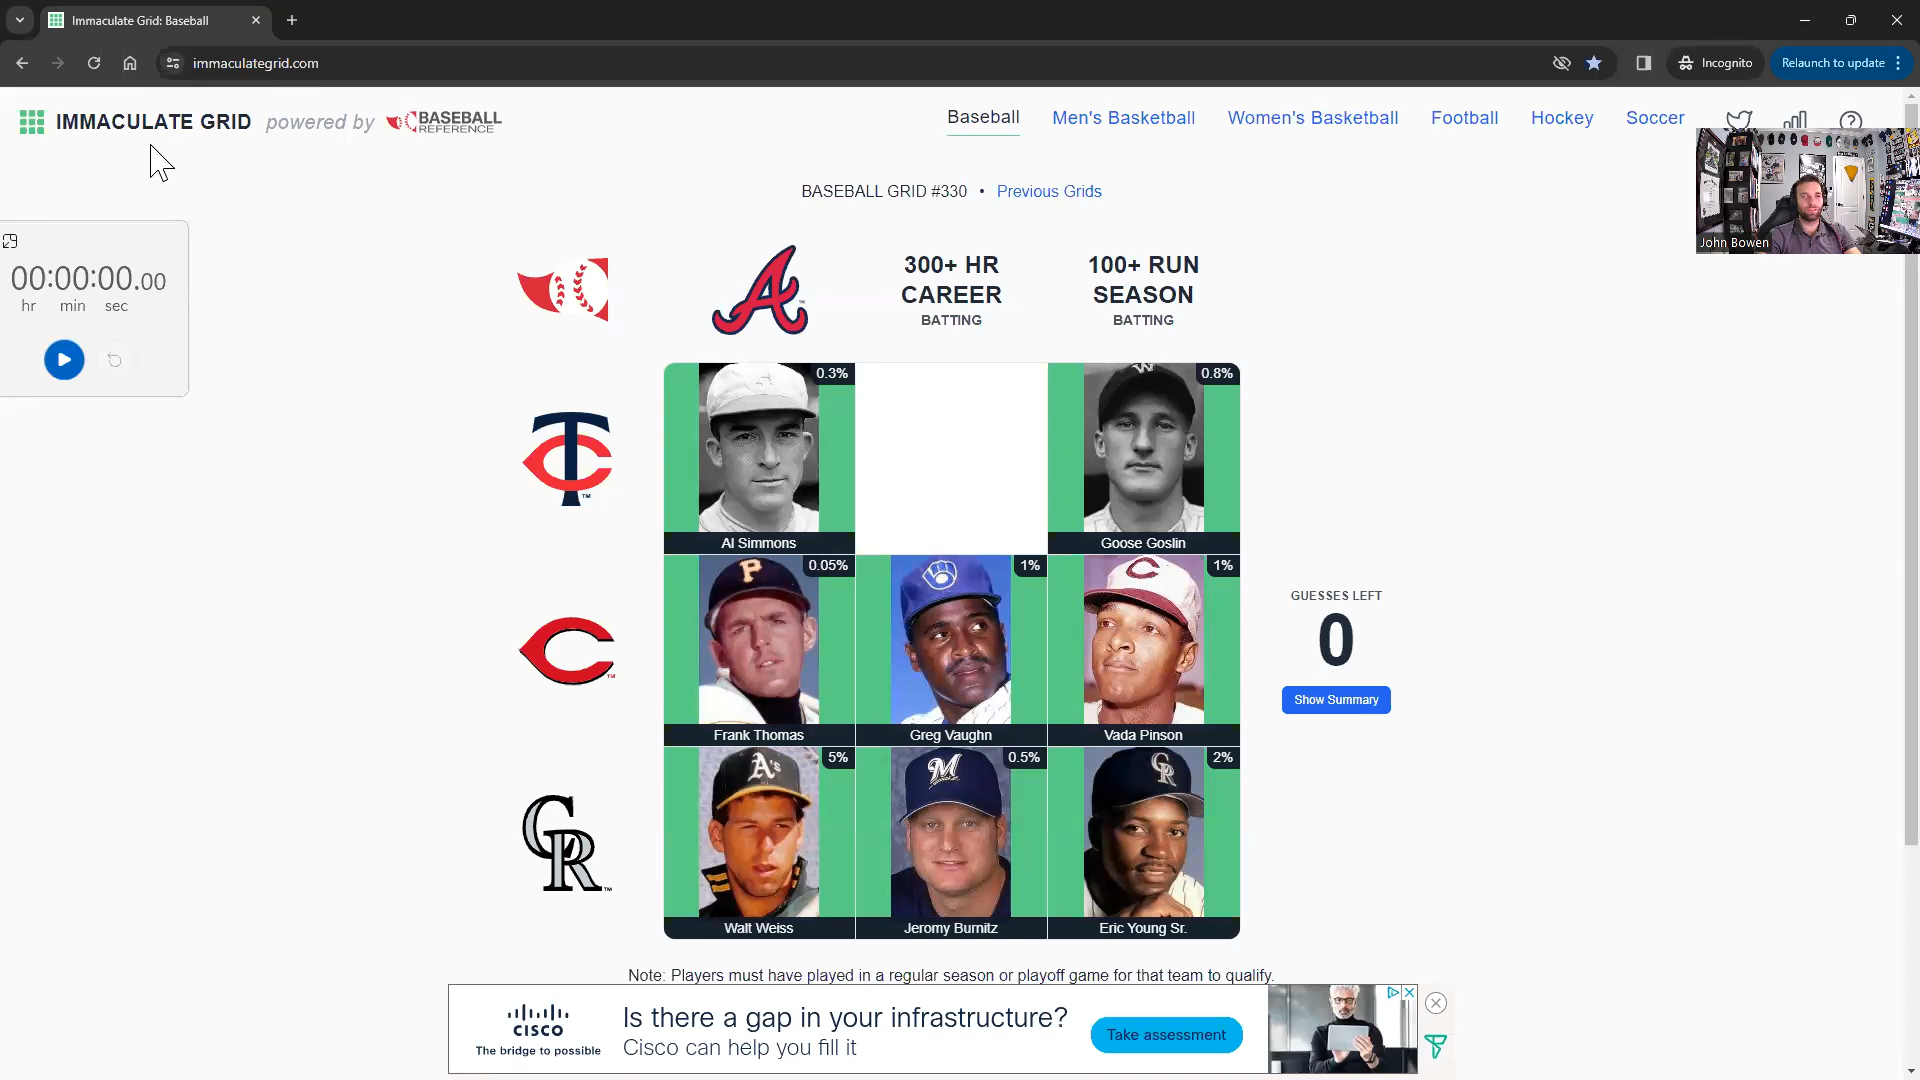 Immaculate Grid: Baseball
immaculategrid.com
Incognito
Relaunch to update
IMMACULATE GRID powered by BASEBALL REFERENCE
Baseball
Men's Basketball
Women's Basketball
Football
Hockey
Soccer
John Bowen
BASEBALL GRID #330 • Previous Grids
00:00:00.00
hr min sec
300+ HR
CAREER
BATTING
100+ RUN
SEASON
BATTING
0.3%
Al Simmons
0.8%
Goose Goslin
0.05%
Frank Thomas
1%
Greg Vaughn
1%
Vada Pinson
5%
Walt Weiss
0.5%
Jeromy Burnitz
2%
Eric Young Sr.
GUESSES LEFT
0
Show Summary
Note: Players must have played in a regular season or playoff game for that team to qualify.
CISCO
The bridge to possible
Is there a gap in your infrastructure?
Cisco can help you fill it
Take assessment